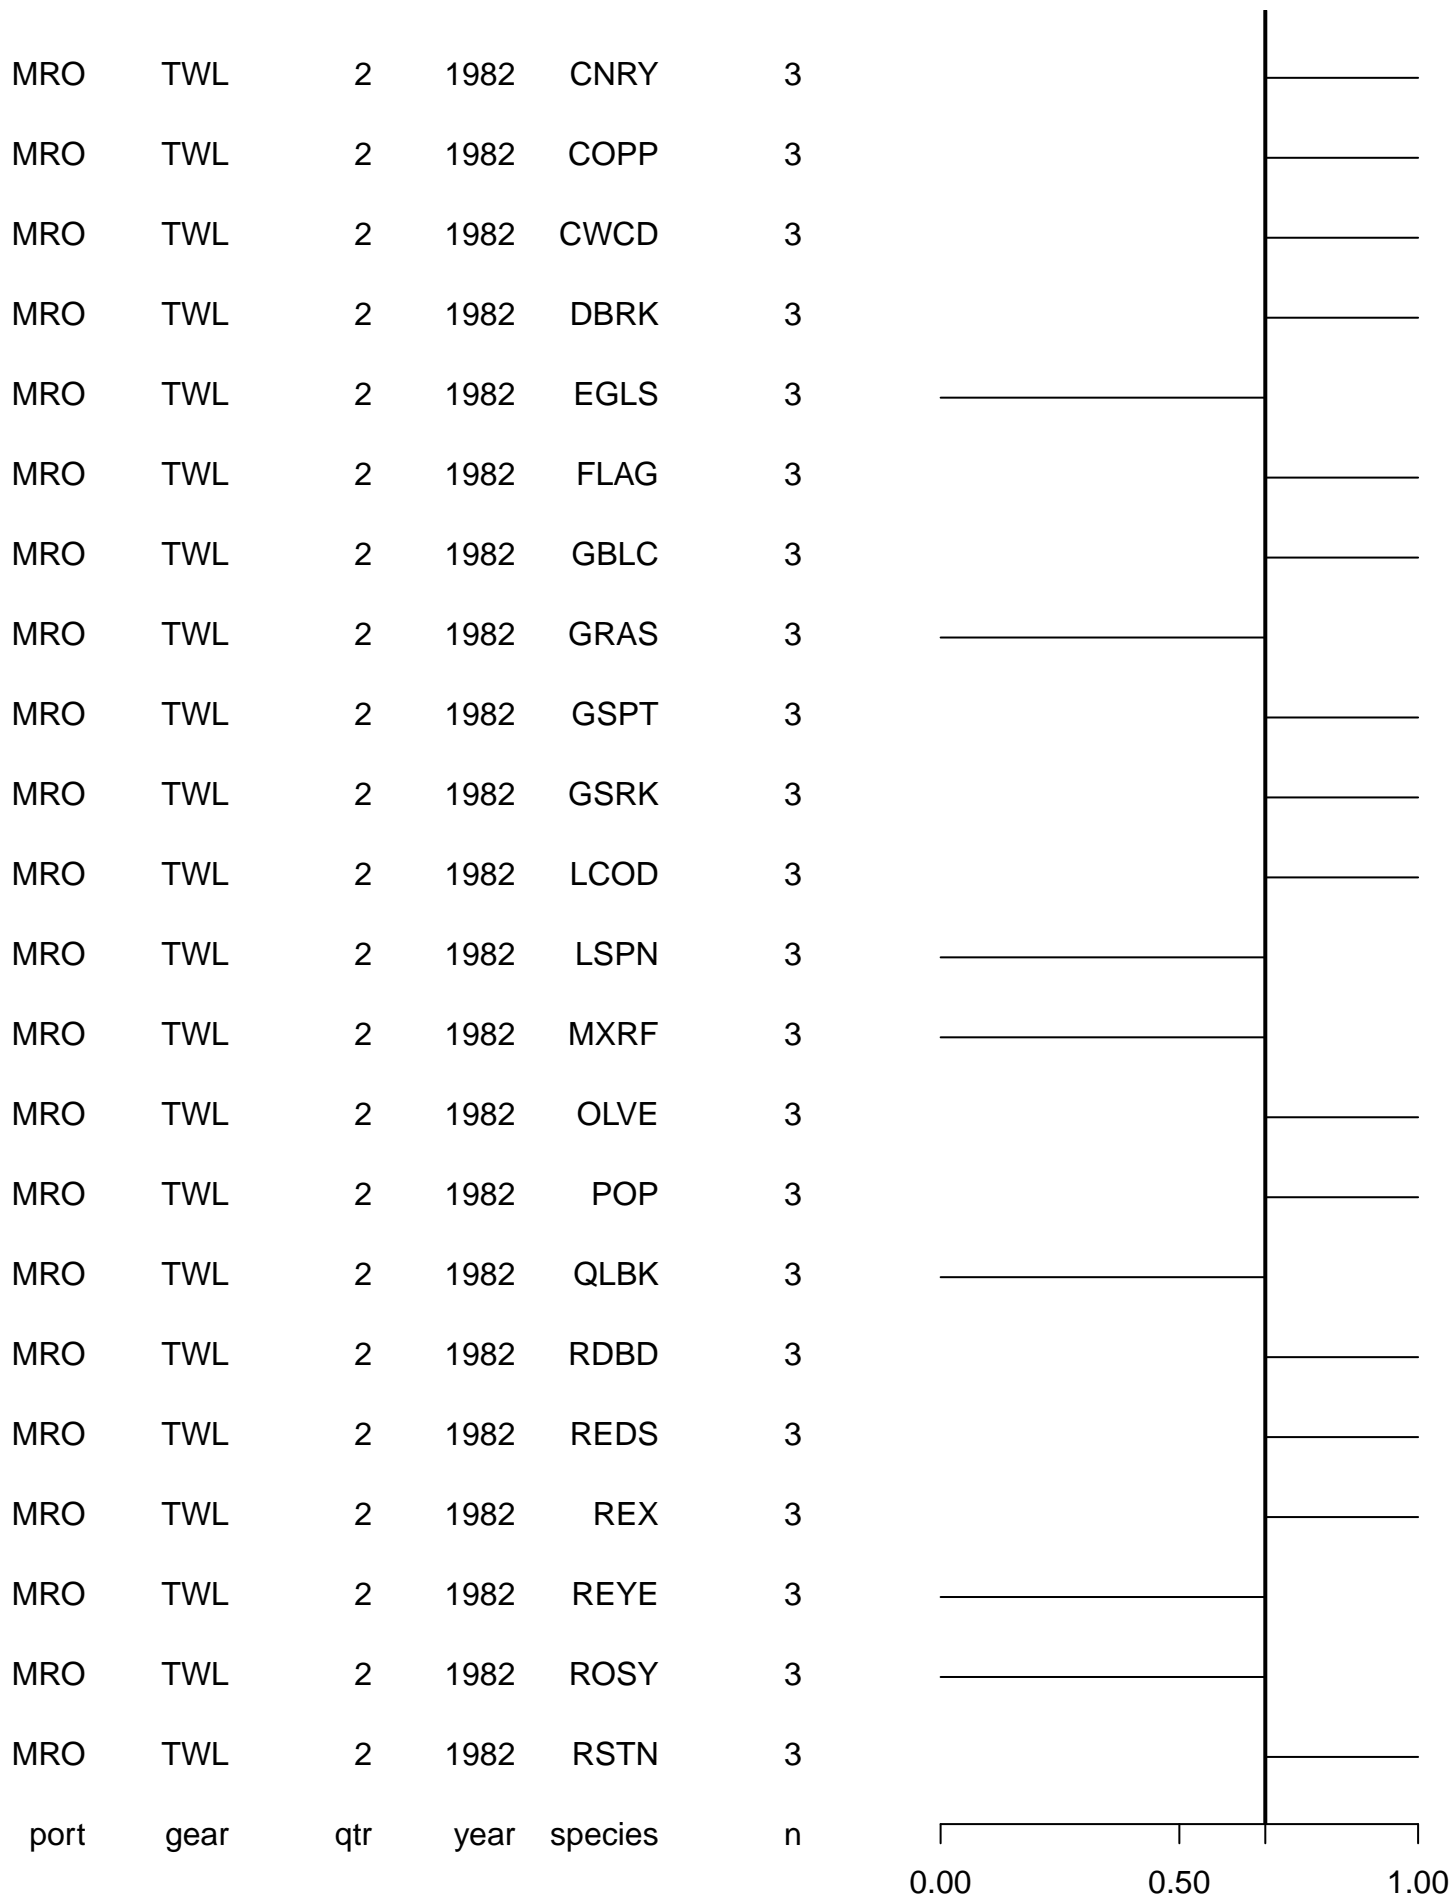 MRO TWL 2 1982 CNRY 3
MRO TWL 2 1982 COPP 3
MRO TWL 2 1982 CWCD 3
MRO TWL 2 1982 DBRK 3
MRO TWL 2 1982 EGLS 3
MRO TWL 2 1982 FLAG 3
MRO TWL 2 1982 GBLC 3
MRO TWL 2 1982 GRAS 3
MRO TWL 2 1982 GSPT 3
MRO TWL 2 1982 GSRK 3
MRO TWL 2 1982 LCOD 3
MRO TWL 2 1982 LSPN 3
MRO TWL 2 1982 MXRF 3
MRO TWL 2 1982 OLVE 3
MRO TWL 2 1982 POP 3
MRO TWL 2 1982 QLBK 3
MRO TWL 2 1982 RDBD 3
MRO TWL 2 1982 REDS 3
MRO TWL 2 1982 REX 3
MRO TWL 2 1982 REYE 3
MRO TWL 2 1982 ROSY 3
MRO TWL 2 1982 RSTN 3
port gear qtr year species n
0.00 0.50 1.00